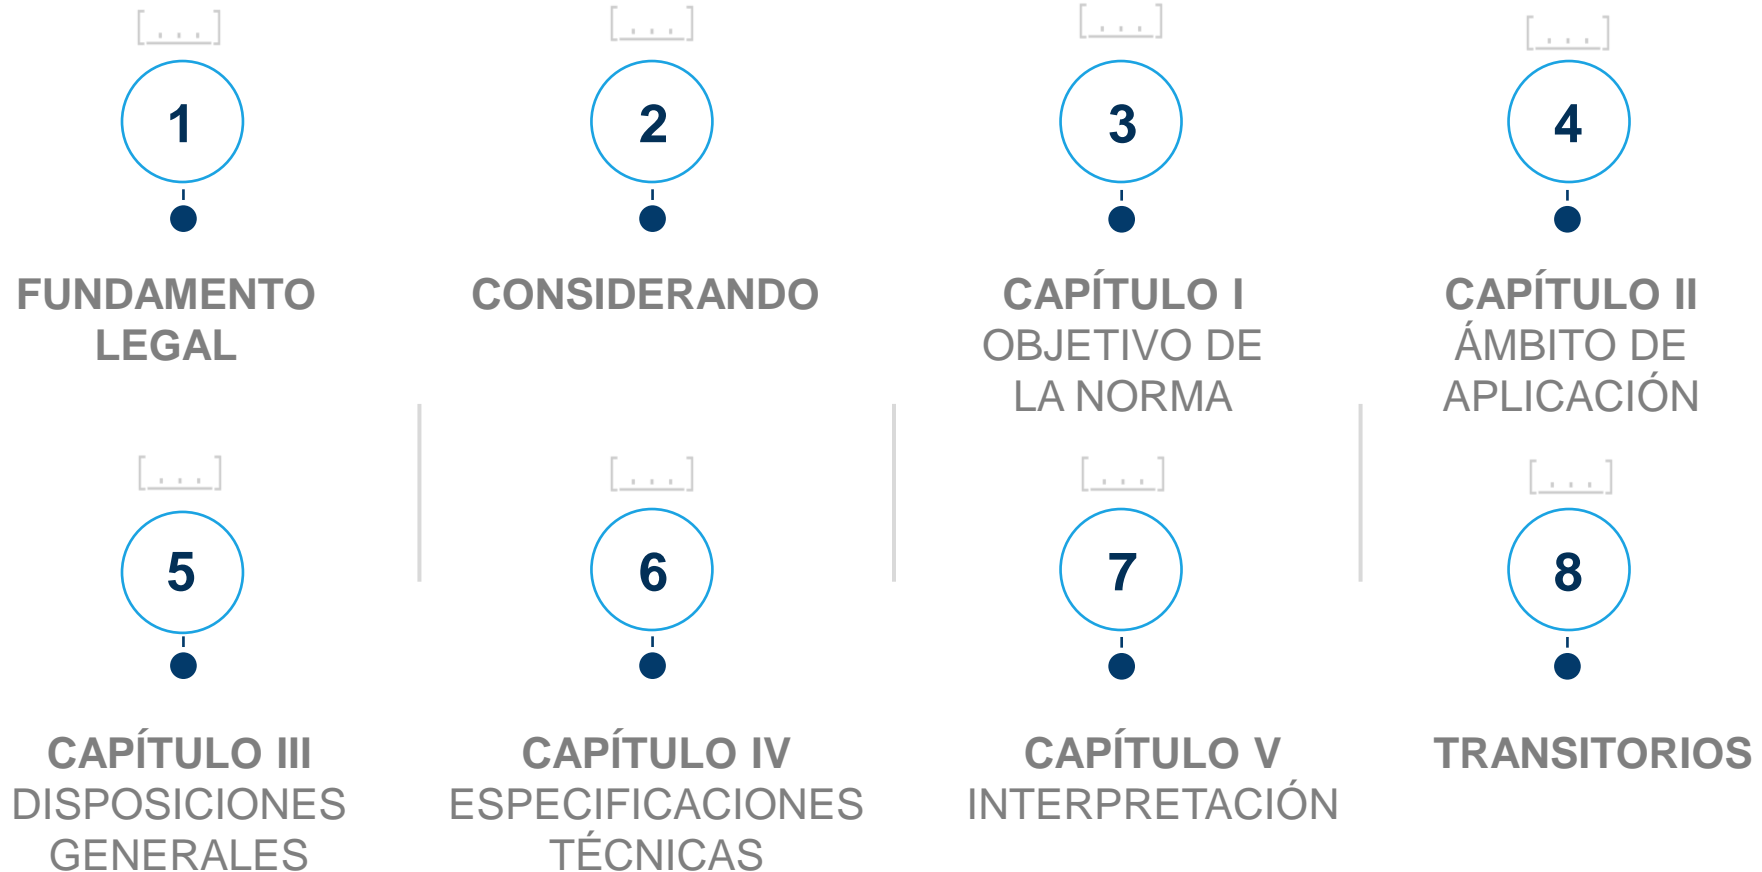 [...]
1
FUNDAMENTO
LEGAL
[...]
2
CONSIDERANDO
[...]
3
CAPÍTULO I
OBJETIVO DE
LA NORMA
[...]
4
CAPÍTULO II
ÁMBITO DE
APLICACIÓN
[...]
5
CAPÍTULO III
DISPOSICIONES
GENERALES
[...]
6
CAPÍTULO IV
ESPECIFICACIONES
TÉCNICAS
[...]
7
CAPÍTULO V
INTERPRETACIÓN
[...]
8
TRANSITORIOS